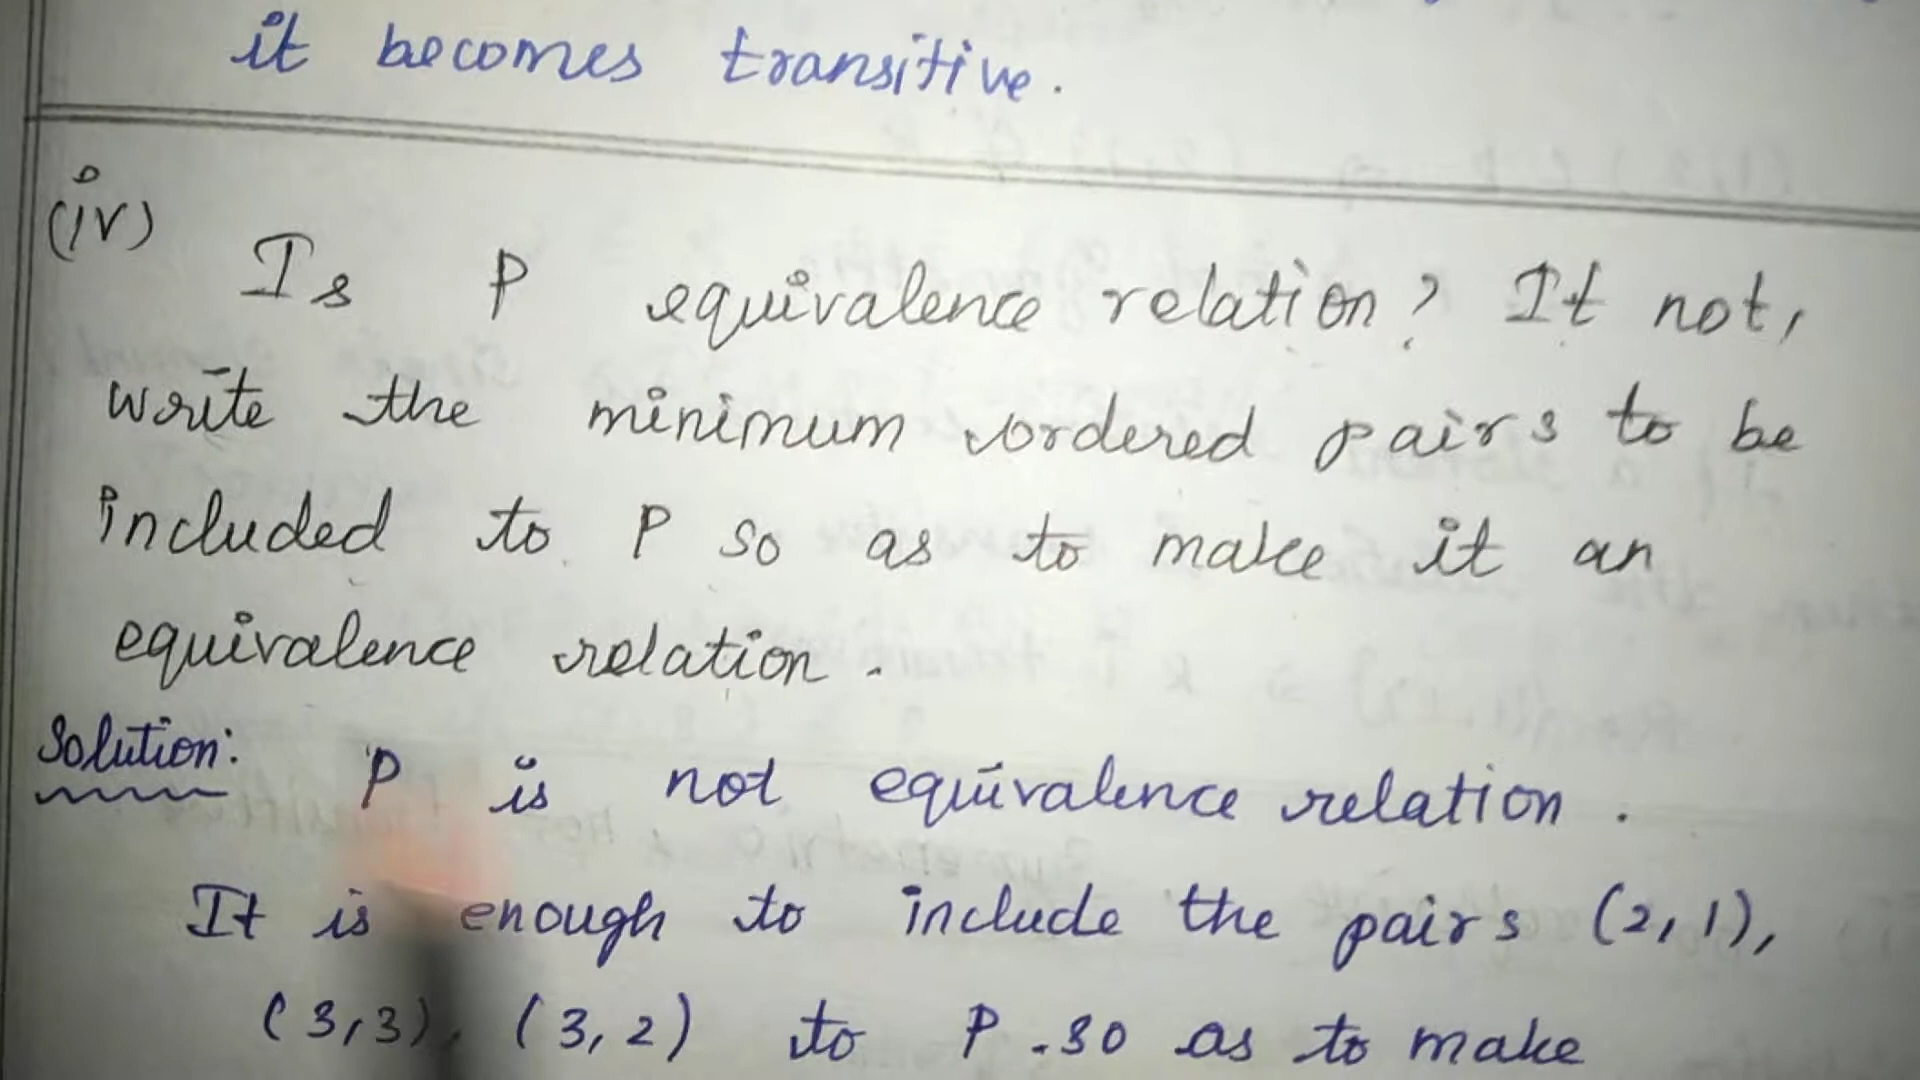 it becomes transitive.
(iv)
Is P equivalence relation? It not,
write the minimum ordered pairs to be
included to P so as to make it an
equivalence relation.
Solution: P is not equivalence relation.
It is enough to include the pairs (2,1),
(3,3), (3,2) to P. so as to make